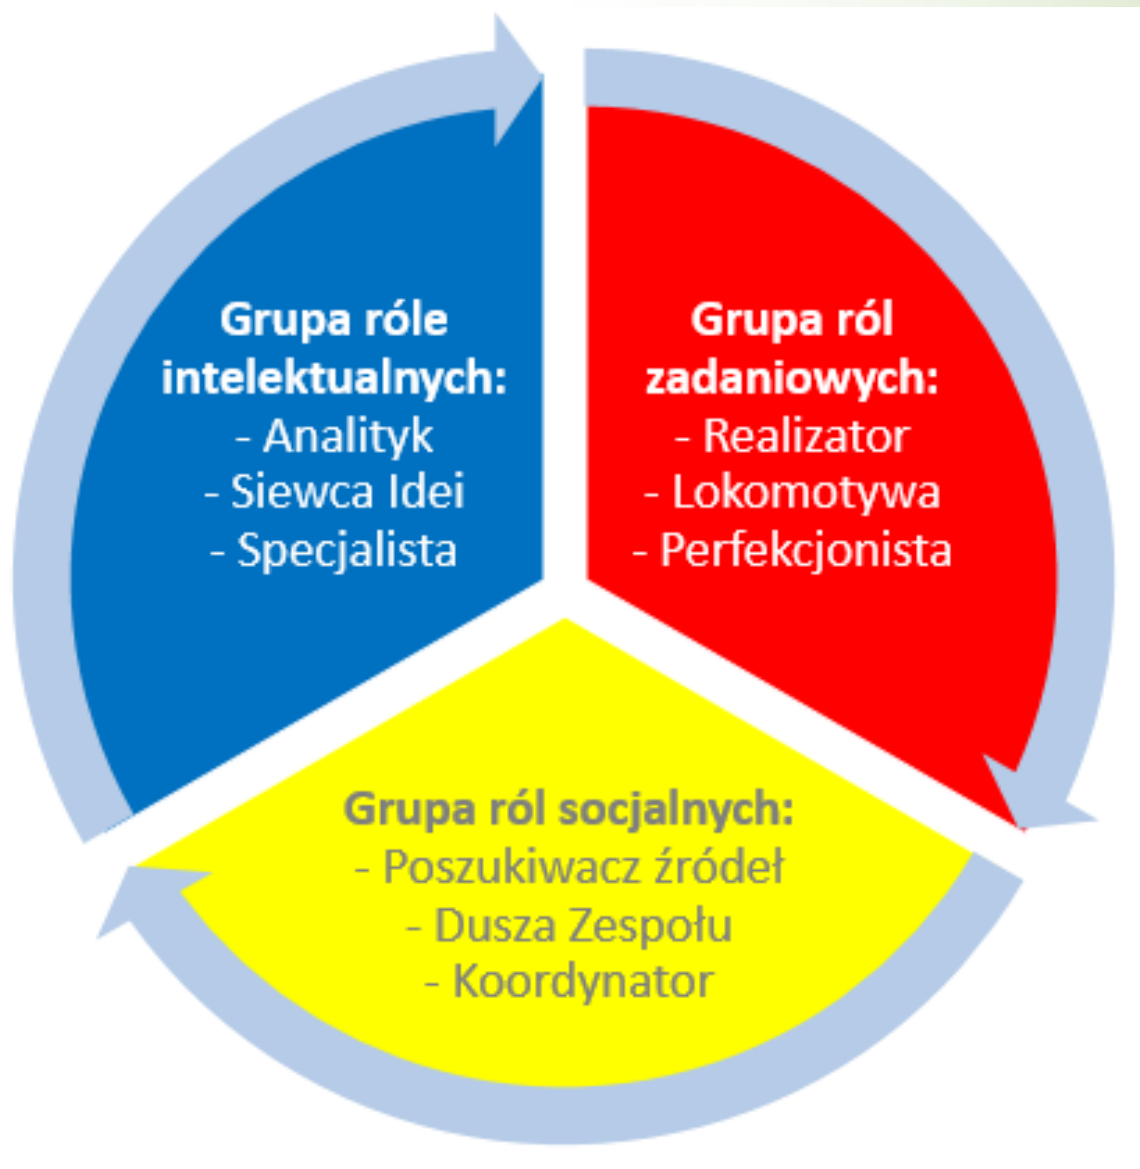 Grupa róle
intelektualnych:
- Analityk
- Siewca Idei
- Specjalista
Grupa ról
zadaniowych:
- Realizator
- Lokomotywa
- Perfekcjonista
Grupa ról socjalnych:
- Poszukiwacz źródeł
- Dusza Zespołu
- Koordynator